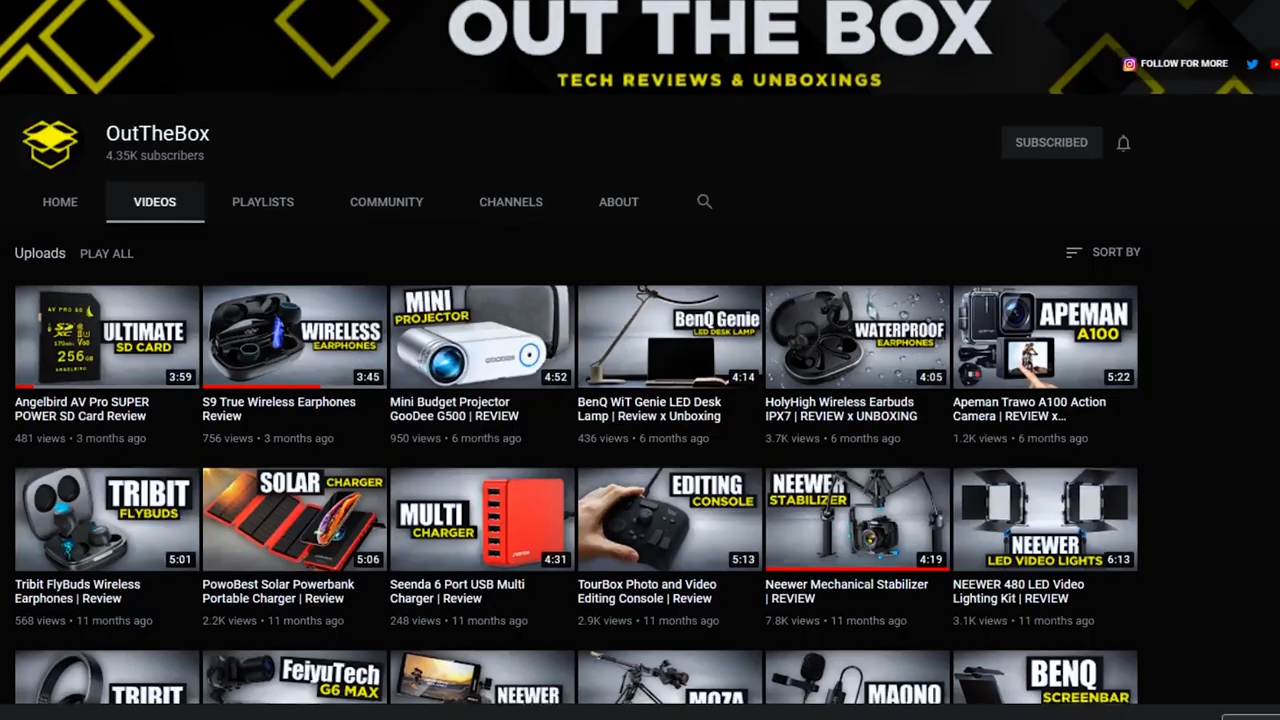 OUT THE BOX
TECH REVIEWS & UNBOXINGS
FOLLOW FOR MORE
OutTheBox
4.35K subscribers
SUBSCRIBED
HOME VIDEOS PLAYLISTS COMMUNITY CHANNELS ABOUT
Uploads PLAY ALL
SORT BY
AV PRO SD
SD XC
V60
256GB
ANGELBIRD
ULTIMATE
SD CARD
3:59
WIRELESS
EARPHONES
3:45
MINI
PROJECTOR
4:52
BenQ Genie
LED DESK LAMP
4:14
WATERPROOF
EARPHONES
4:05
APEMAN
A100
5:22
Angelbird AV Pro SUPER
POWER SD Card Review
481 views • 3 months ago
S9 True Wireless Earphones
Review
756 views • 3 months ago
Mini Budget Projector
GooDee G500 | REVIEW
950 views • 6 months ago
BenQ WiT Genie LED Desk
Lamp | Review x Unboxing
436 views • 6 months ago
HolyHigh Wireless Earbuds
IPX7 | REVIEW x UNBOXING
3.7K views • 6 months ago
Apeman Trawo A100 Action
Camera | REVIEW x...
1.2K views • 6 months ago
TRIBIT
FLYBUDS
5:01
SOLAR CHARGER
5:06
MULTI
CHARGER
4:31
EDITING
CONSOLE
5:13
NEEWER
STABILIZER
4:19
NEEWER
LED VIDEO LIGHTS
6:13
Tribit FlyBuds Wireless
Earphones | Review
568 views • 11 months ago
PowoBest Solar Powerbank
Portable Charger | Review
2.2K views • 11 months ago
Seenda 6 Port USB Multi
Charger | Review
248 views • 11 months ago
TourBox Photo and Video
Editing Console | Review
2.9K views • 11 months ago
Neewer Mechanical Stabilizer
| REVIEW
7.8K views • 11 months ago
NEEWER 480 LED Video
Lighting Kit | REVIEW
3.1K views • 11 months ago
TRIBIT
FeiyuTech
G6 MAX
NEEWER
MOZA
MAONO
BENQ
SCREENBAR